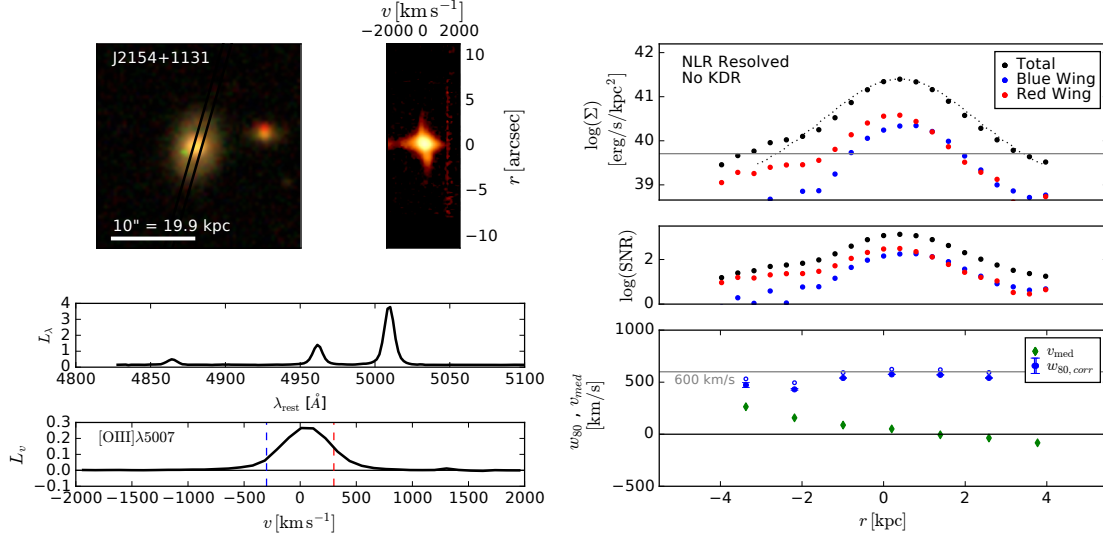 J2154+1131
10" = 19.9 kpc
v [km s⁻¹]
−2000 0 2000
10
5
0
−5
−10
r [arcsec]
4
3
2
1
0
L_λ
4800 4850 4900 4950 5000 5050 5100
λ_rest [Å]
0.3
0.2
0.1
0.0
L_v
[OIII]λ5007
−2000 −1500 −1000 −500 0 500 1000 1500 2000
v [km s⁻¹]
NLR Resolved
No KDR
Total
Blue Wing
Red Wing
41
40
39
log(Σ)
[erg/s/kpc²]
2
0
log(SNR)
1000
500
0
−500
w₈₀, v_med
[km/s]
600 km/s
v_med
w_80,corr
−4 −2 0 2 4
r [kpc]